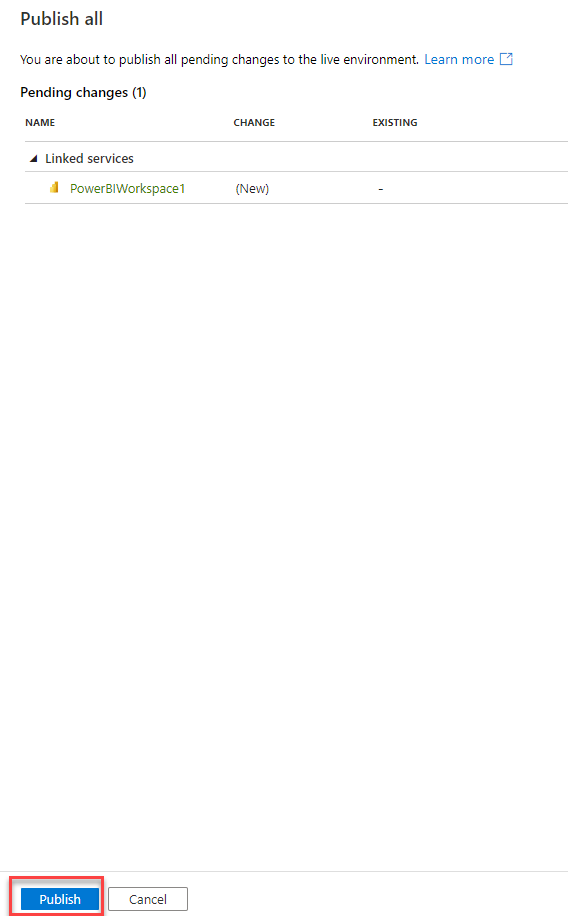 Publish all
You are about to publish all pending changes to the live environment. Learn more
Pending changes (1)
NAME CHANGE EXISTING
Linked services
PowerBIWorkspace1 (New) -
Publish Cancel